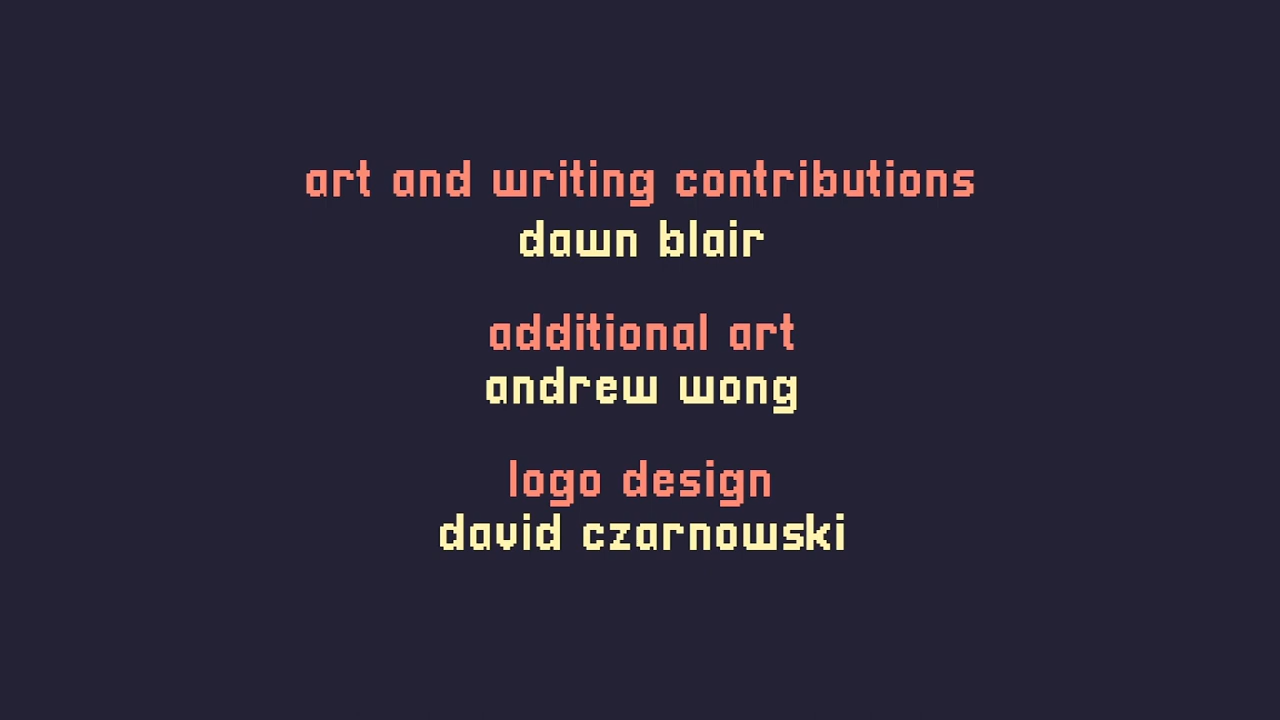 art and writing contributions
dawn blair
additional art
andrew wong
logo design
david czarnowski